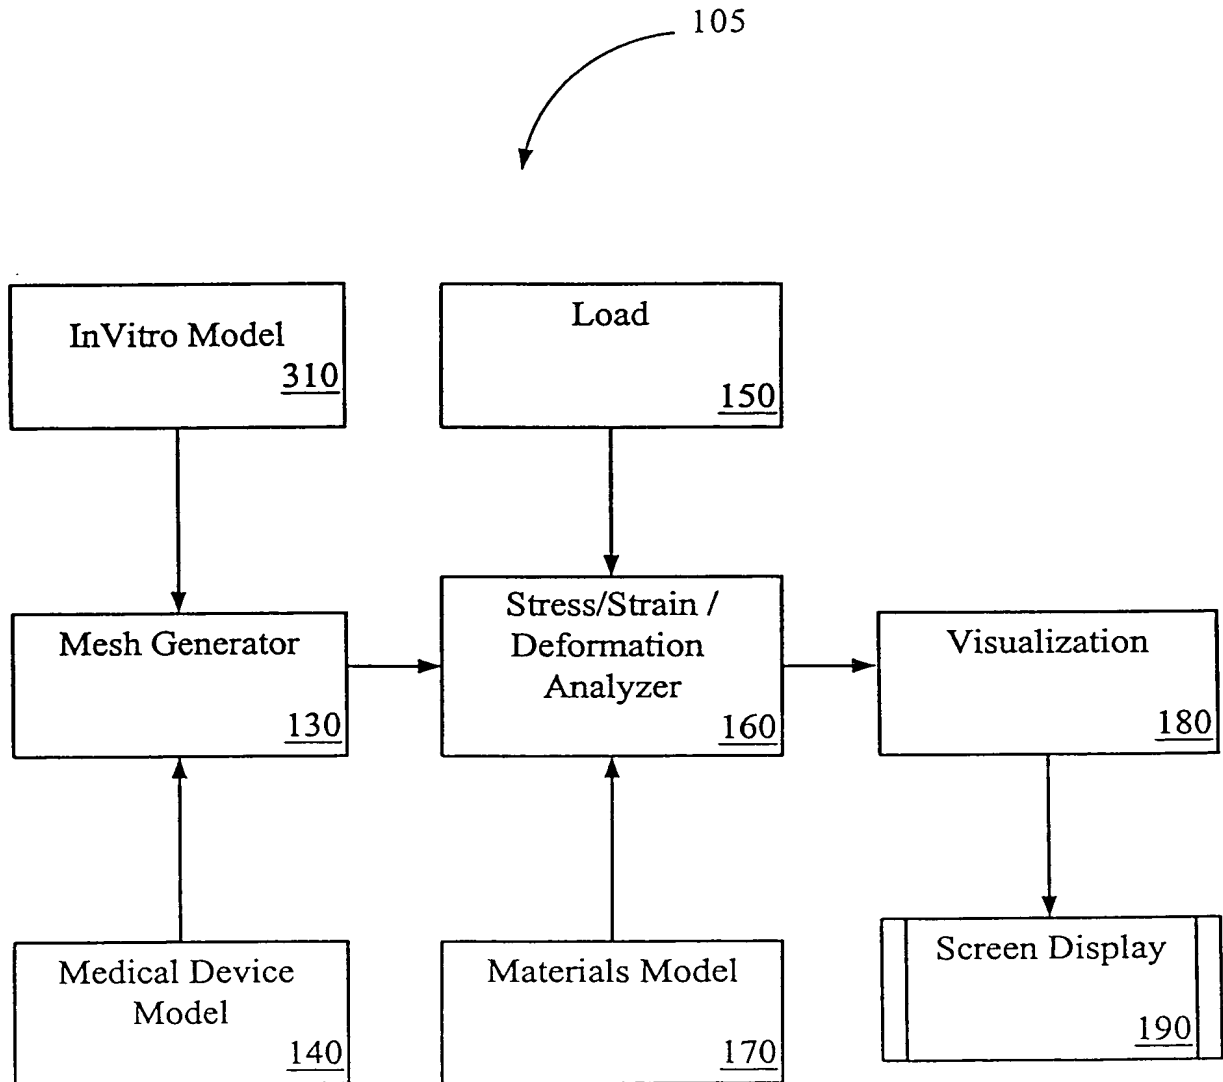 105
InVitro Model
310
Load
150
Mesh Generator
130
Stress/Strain /
Deformation
Analyzer
160
Visualization
180
Medical Device
Model
140
Materials Model
170
Screen Display
190